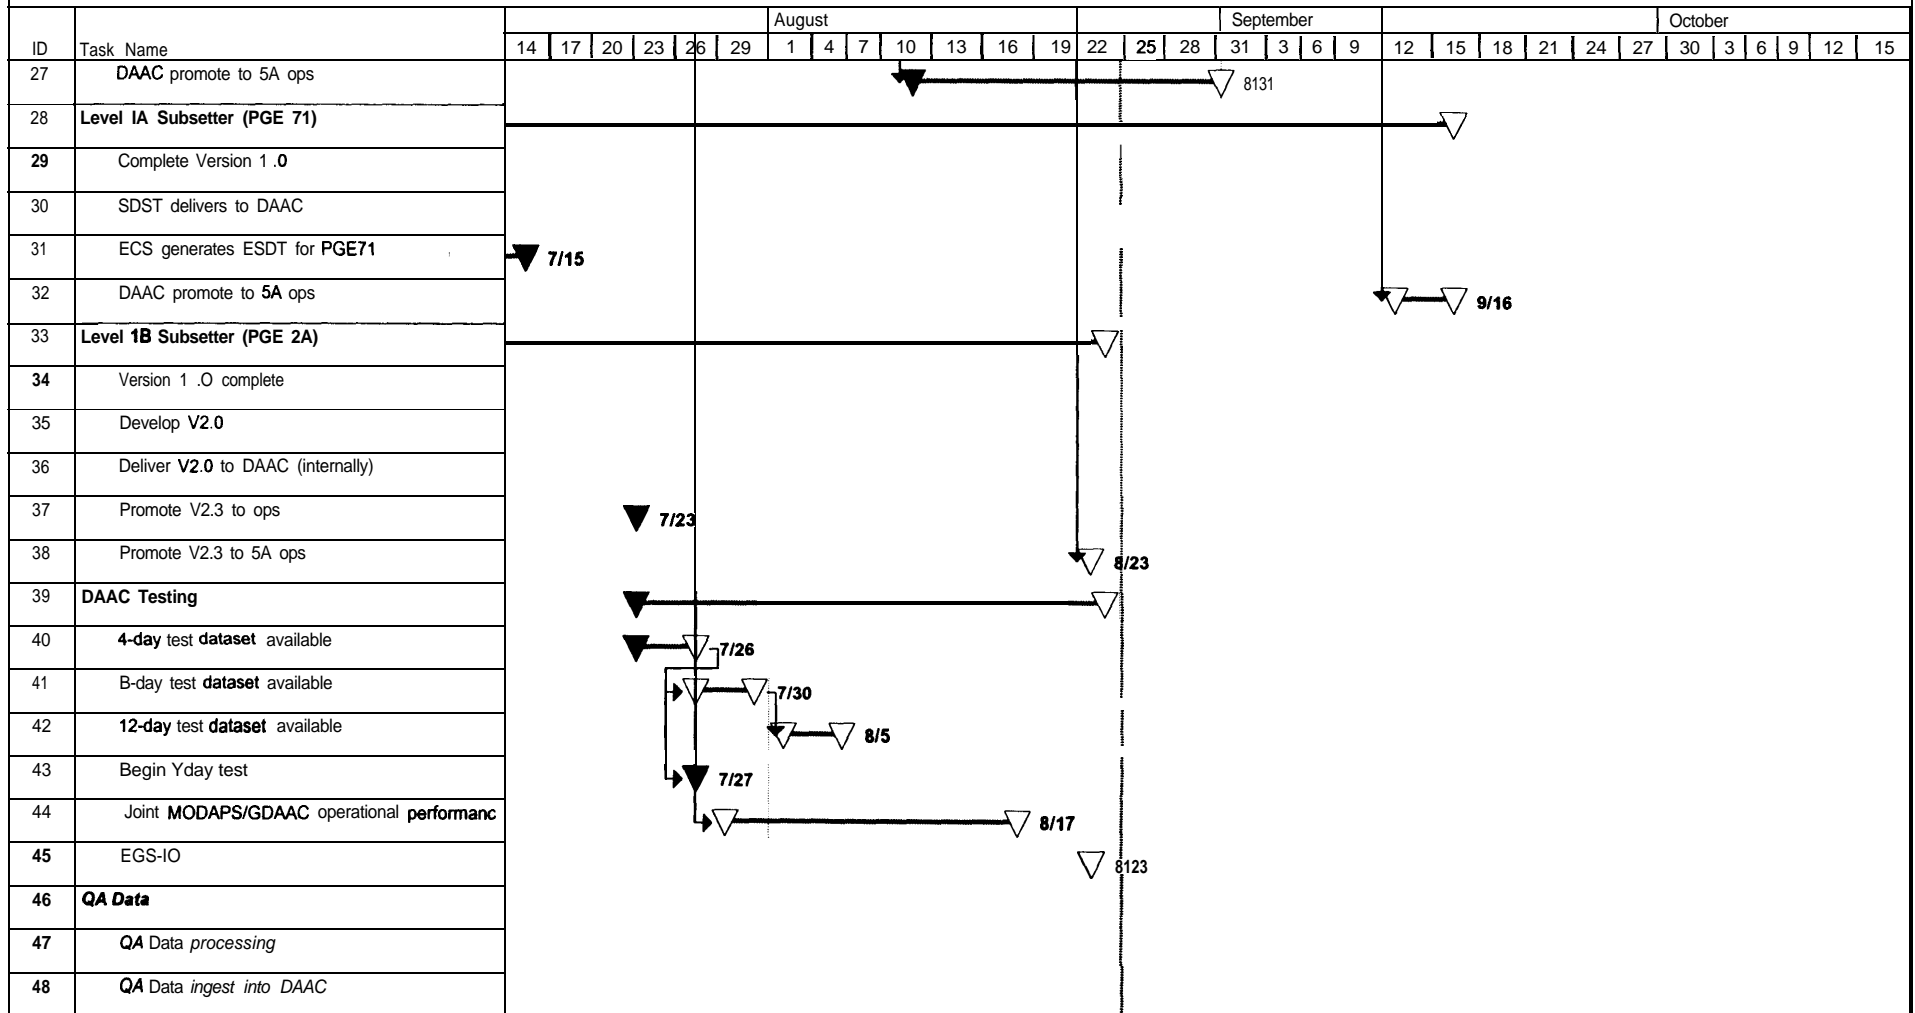 August September October
ID Task Name 14 17 20 23 26 29 1 4 7 10 13 16 19 22 25 28 31 3 6 9 12 15 18 21 24 27 30 3 6 9 12 15
27 DAAC promote to 5A ops 8131
28 Level IA Subsetter (PGE 71)
29 Complete Version 1 .0
30 SDST delivers to DAAC
31 ECS generates ESDT for PGE71 7/15
32 DAAC promote to 5A ops 9/16
33 Level 1B Subsetter (PGE 2A)
34 Version 1 .O complete
35 Develop V2.0
36 Deliver V2.0 to DAAC (internally)
37 Promote V2.3 to ops 7/23
38 Promote V2.3 to 5A ops 8/23
39 DAAC Testing
40 4-day test dataset available 7/26
41 B-day test dataset available 7/30
42 12-day test dataset available 8/5
43 Begin Yday test 7/27
44 Joint MODAPS/GDAAC operational performanc 8/17
45 EGS-IO 8123
46 QA Data
47 QA Data processing
48 QA Data ingest into DAAC